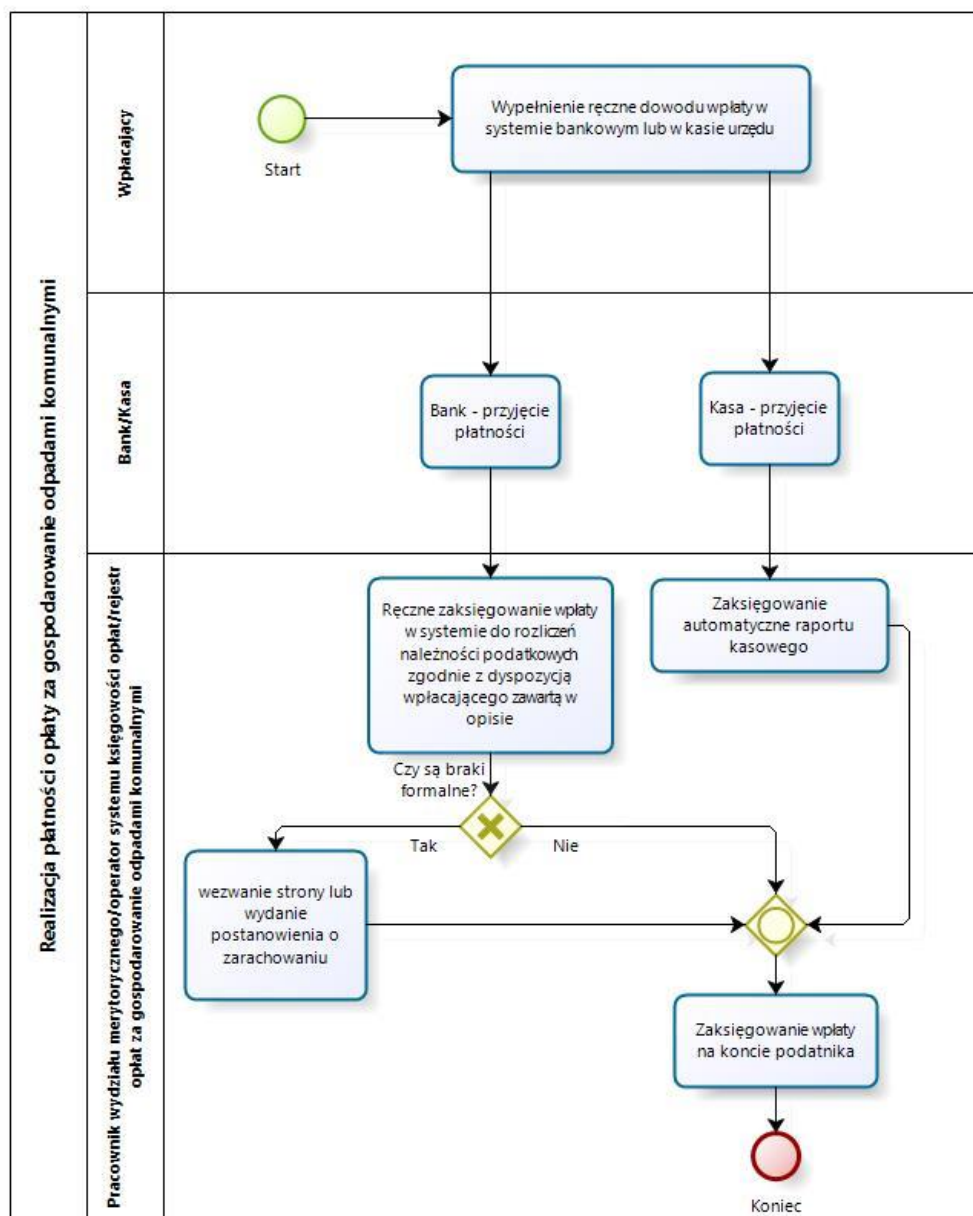 Realizacja płatności opłaty za gospodarowanie odpadami komunalnymi
Wpłacający
Start
Wypełnienie ręczne dowodu wpłaty w
systemie bankowym lub w kasie urzędu
Bank/Kasa
Bank - przyjęcie
płatności
Kasa - przyjęcie
płatności
Pracownik wydziału merytorycznego/operator systemu księgowości opłat/rejestr
opłat za gospodarowanie odpadami komunalnymi
Ręczne zaksięgowanie wpłaty
w systemie do rozliczeń
należności podatkowych
zgodnie z dyspozycją
wpłacającego zawartą w
opisie
Zaksięgowanie
automatyczne raportu
kasowego
Czy są braki
formalne?
Tak
Nie
wezwanie strony lub
wydanie
postanowienia o
zarachowaniu
Zaksięgowanie wpłaty
na koncie podatnika
Koniec